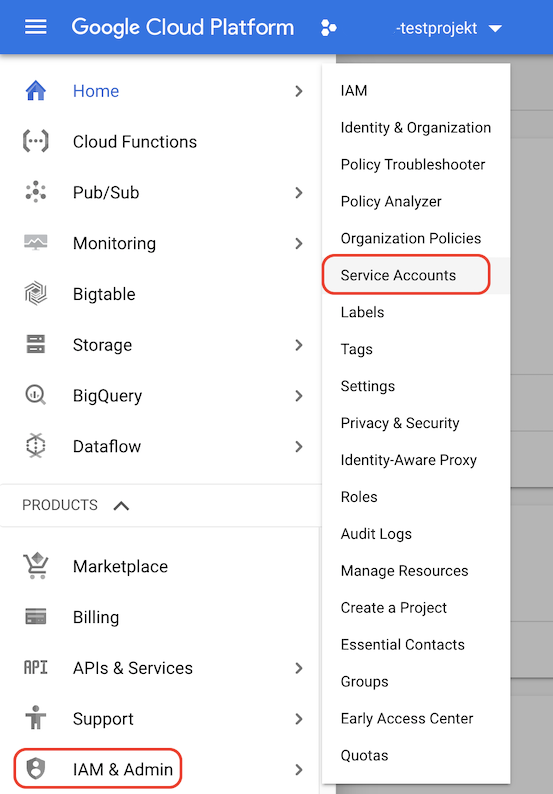 Google Cloud Platform
-testprojekt
Home
Cloud Functions
Pub/Sub
Monitoring
Bigtable
Storage
BigQuery
Dataflow
PRODUCTS
Marketplace
Billing
API
APIs & Services
Support
IAM & Admin
IAM
Identity & Organization
Policy Troubleshooter
Policy Analyzer
Organization Policies
Service Accounts
Labels
Tags
Settings
Privacy & Security
Identity-Aware Proxy
Roles
Audit Logs
Manage Resources
Create a Project
Essential Contacts
Groups
Early Access Center
Quotas